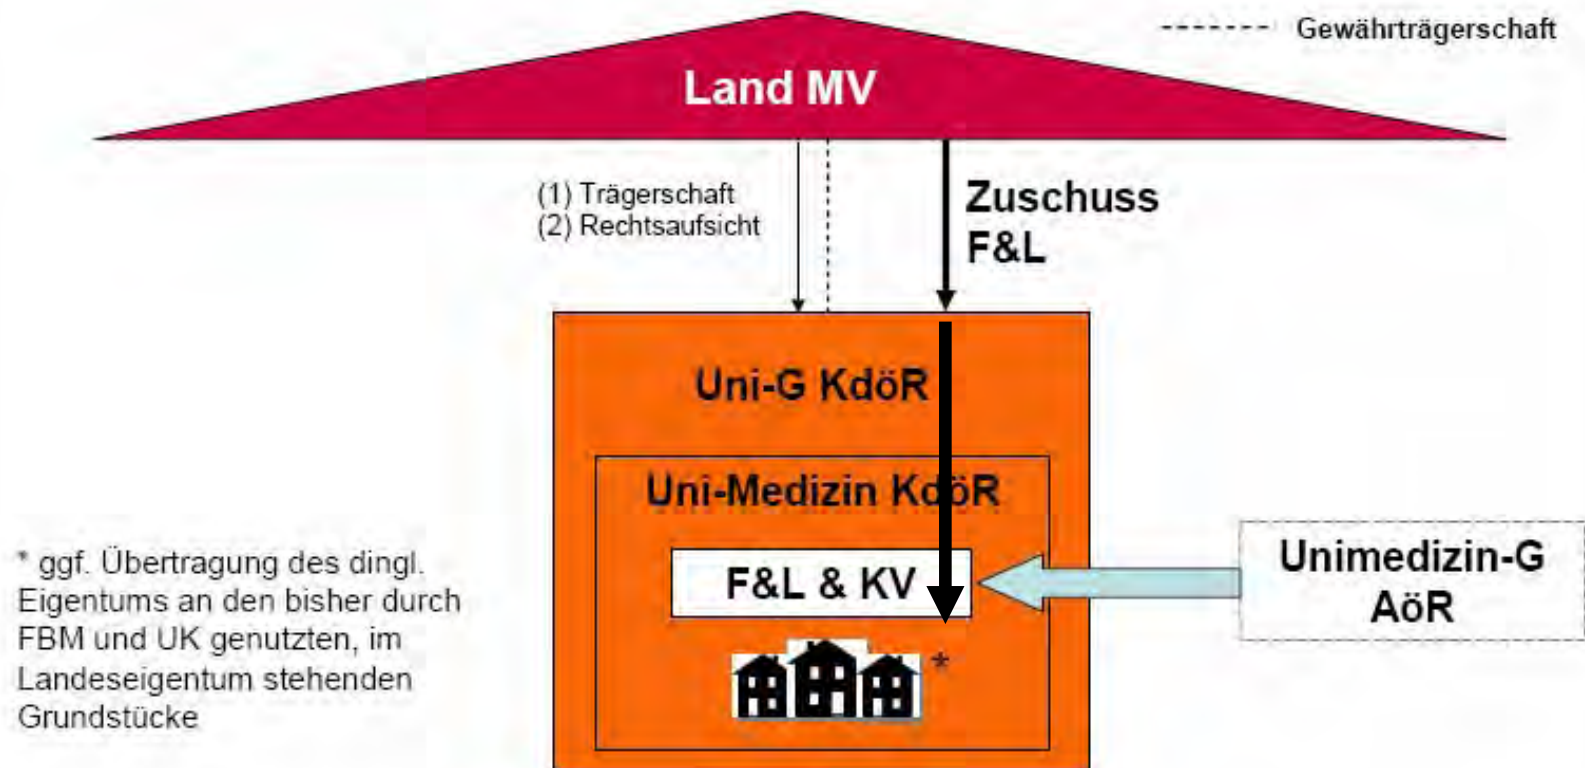 Gewährträgerschaft
Land MV
(1) Trägerschaft
(2) Rechtsaufsicht
Zuschuss
F&L
Uni-G KdöR
Uni-Medizin KdöR
F&L & KV
*
Unimedizin-G
AöR
* ggf. Übertragung des dingl.
Eigentums an den bisher durch
FBM und UK genutzten, im
Landeseigentum stehenden
Grundstücke